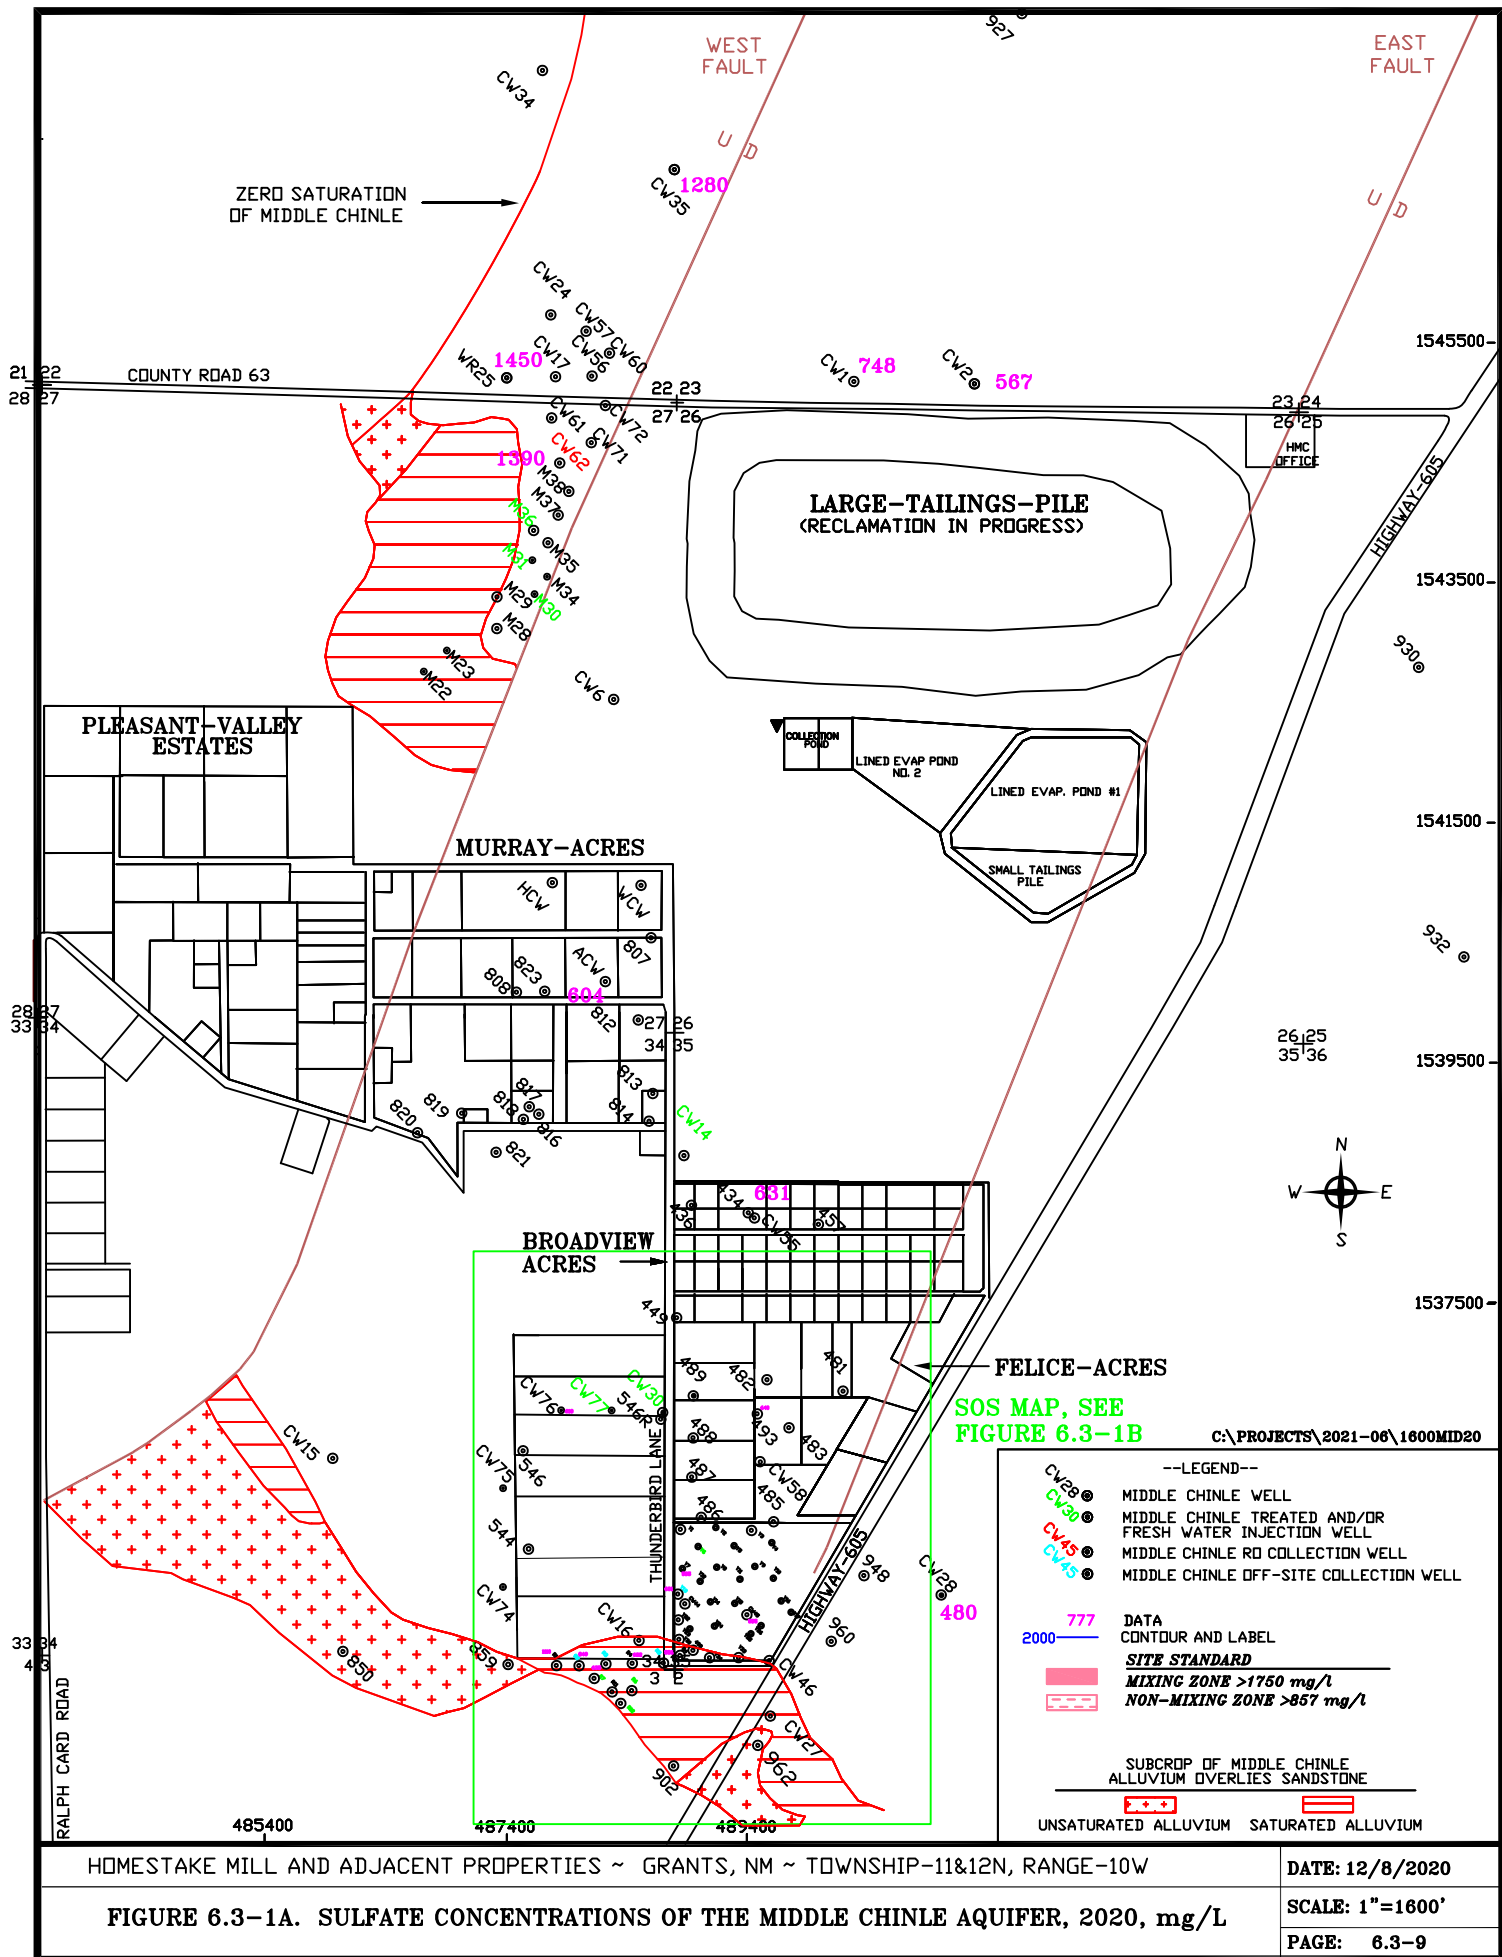 927
WEST
FAULT
EAST
FAULT
CW34
U D
CW35
1280
ZERO SATURATION
OF MIDDLE CHINLE
U D
CW24
CW57
CW60
CW56
CW17
1450
WR25
CW1
748
CW2
567
1545500
21 22
28 27
COUNTY ROAD 63
22 23
27 26
23 24
26 25
HMC
OFFICE
CW61
CW72
CW71
CW62
1390
M38
M37
M36
M35
M31
M34
M30
M29
M28
M23
M22
CW6
LARGE-TAILINGS-PILE
(RECLAMATION IN PROGRESS)
HIGHWAY-605
1543500
930
PLEASANT-VALLEY
ESTATES
COLLECTION
POND
LINED EVAP POND
NO. 2
LINED EVAP. POND #1
SMALL TAILINGS
PILE
1541500
MURRAY-ACRES
HCW
WCW
807
ACW
823
808
604
812
932
28 27
33 34
27 26
34 35
26 25
35 36
1539500
813
814
817
818
816
819
820
821
CW14
631
434
436
CW55
457
N
W E
S
BROADVIEW
ACRES
449
1537500
481
482
489
FELICE-ACRES
CW76
CW77
CW30
546R
493
483
488
SOS MAP, SEE
FIGURE 6.3-1B
C:\PROJECTS\2021-06\1600MID20
CW15
CW75
546
487
CW58
485
486
544
THUNDERBIRD LANE
CW74
CW16
HIGHWAY-605
948
CW28
480
960
859
850
CW46
CW27
962
902
33 34
4 3
3 2
RALPH CARD ROAD
485400
487400
489400
--LEGEND--
CW28 MIDDLE CHINLE WELL
CW30 MIDDLE CHINLE TREATED AND/OR
FRESH WATER INJECTION WELL
CW45 MIDDLE CHINLE RO COLLECTION WELL
CW45 MIDDLE CHINLE OFF-SITE COLLECTION WELL
777 DATA
2000 CONTOUR AND LABEL
SITE STANDARD
MIXING ZONE >1750 mg/l
NON-MIXING ZONE >857 mg/l
SUBCROP OF MIDDLE CHINLE
ALLUVIUM OVERLIES SANDSTONE
UNSATURATED ALLUVIUM SATURATED ALLUVIUM
HOMESTAKE MILL AND ADJACENT PROPERTIES ~ GRANTS, NM ~ TOWNSHIP-11&12N, RANGE-10W
DATE: 12/8/2020
FIGURE 6.3-1A. SULFATE CONCENTRATIONS OF THE MIDDLE CHINLE AQUIFER, 2020, mg/L
SCALE: 1"=1600'
PAGE: 6.3-9